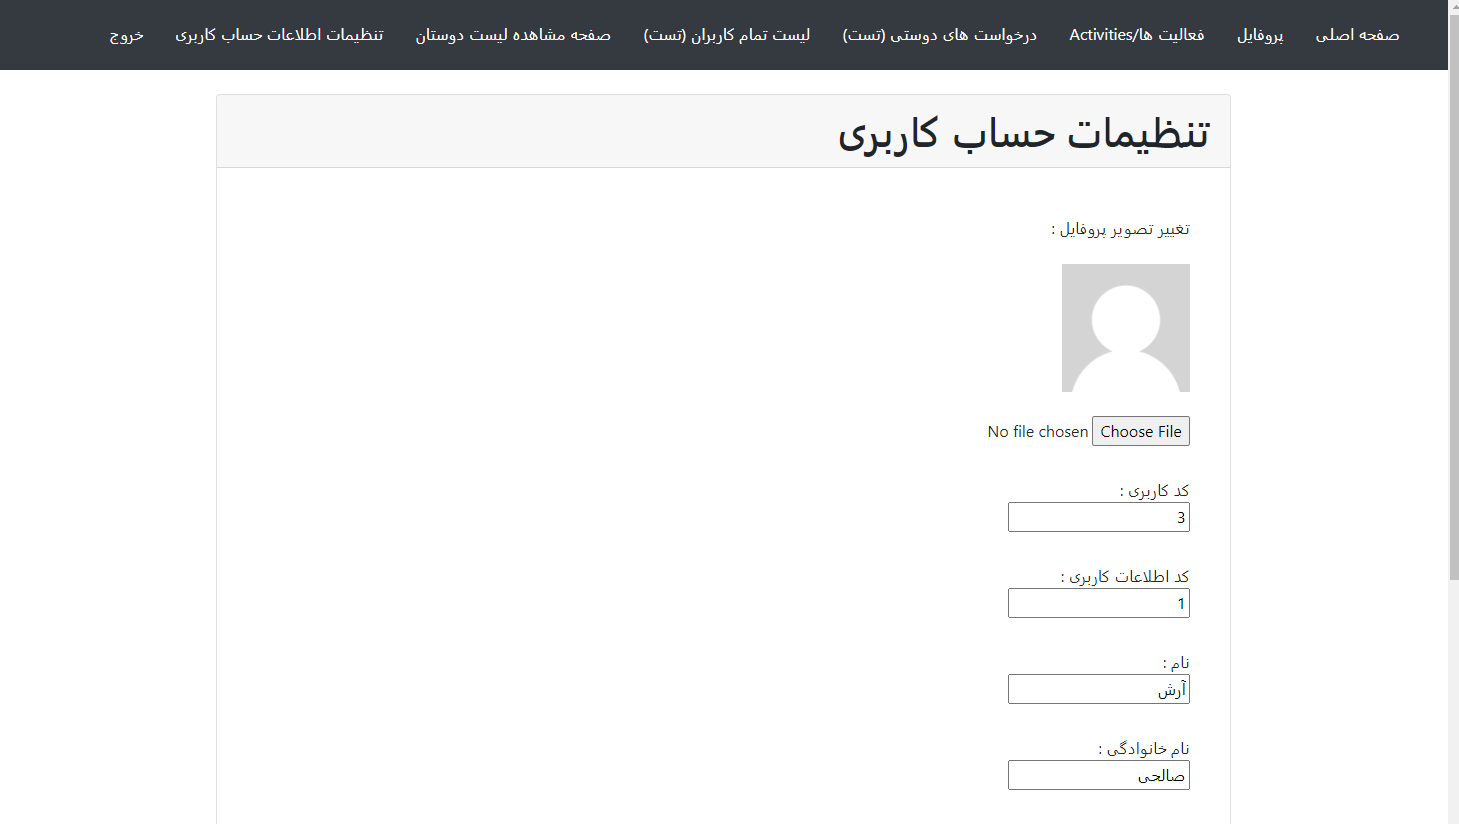 صفحه اصلی پروفایل فعالیت ها/Activities درخواست های دوستی (تست) لیست تمام کاربران (تست) صفحه مشاهده لیست دوستان تنظیمات اطلاعات حساب کاربری خروج
تنظیمات حساب کاربری
تغییر تصویر پروفایل :
Choose File No file chosen
کد کاربری :
3
کد اطلاعات کاربری :
1
نام :
آرش
نام خانوادگی :
صالحی